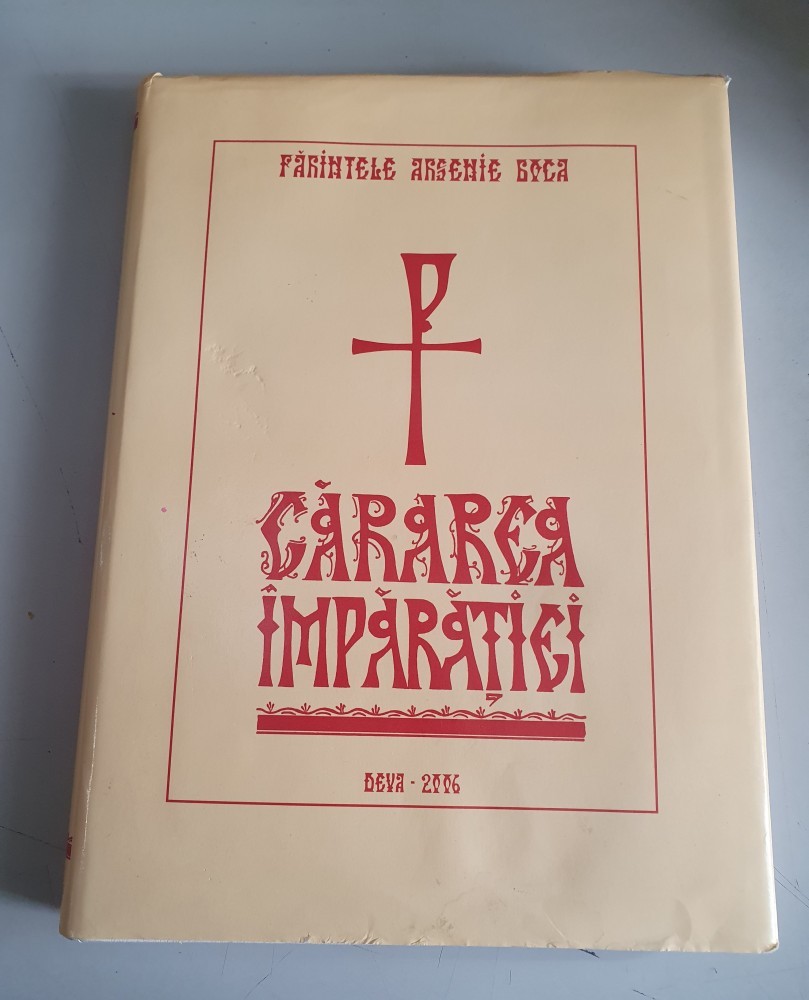 PĂRINTELE ARSENIE BOCA
CĂRAREA
ÎMPĂRĂȚIEI
DEVA - 2006